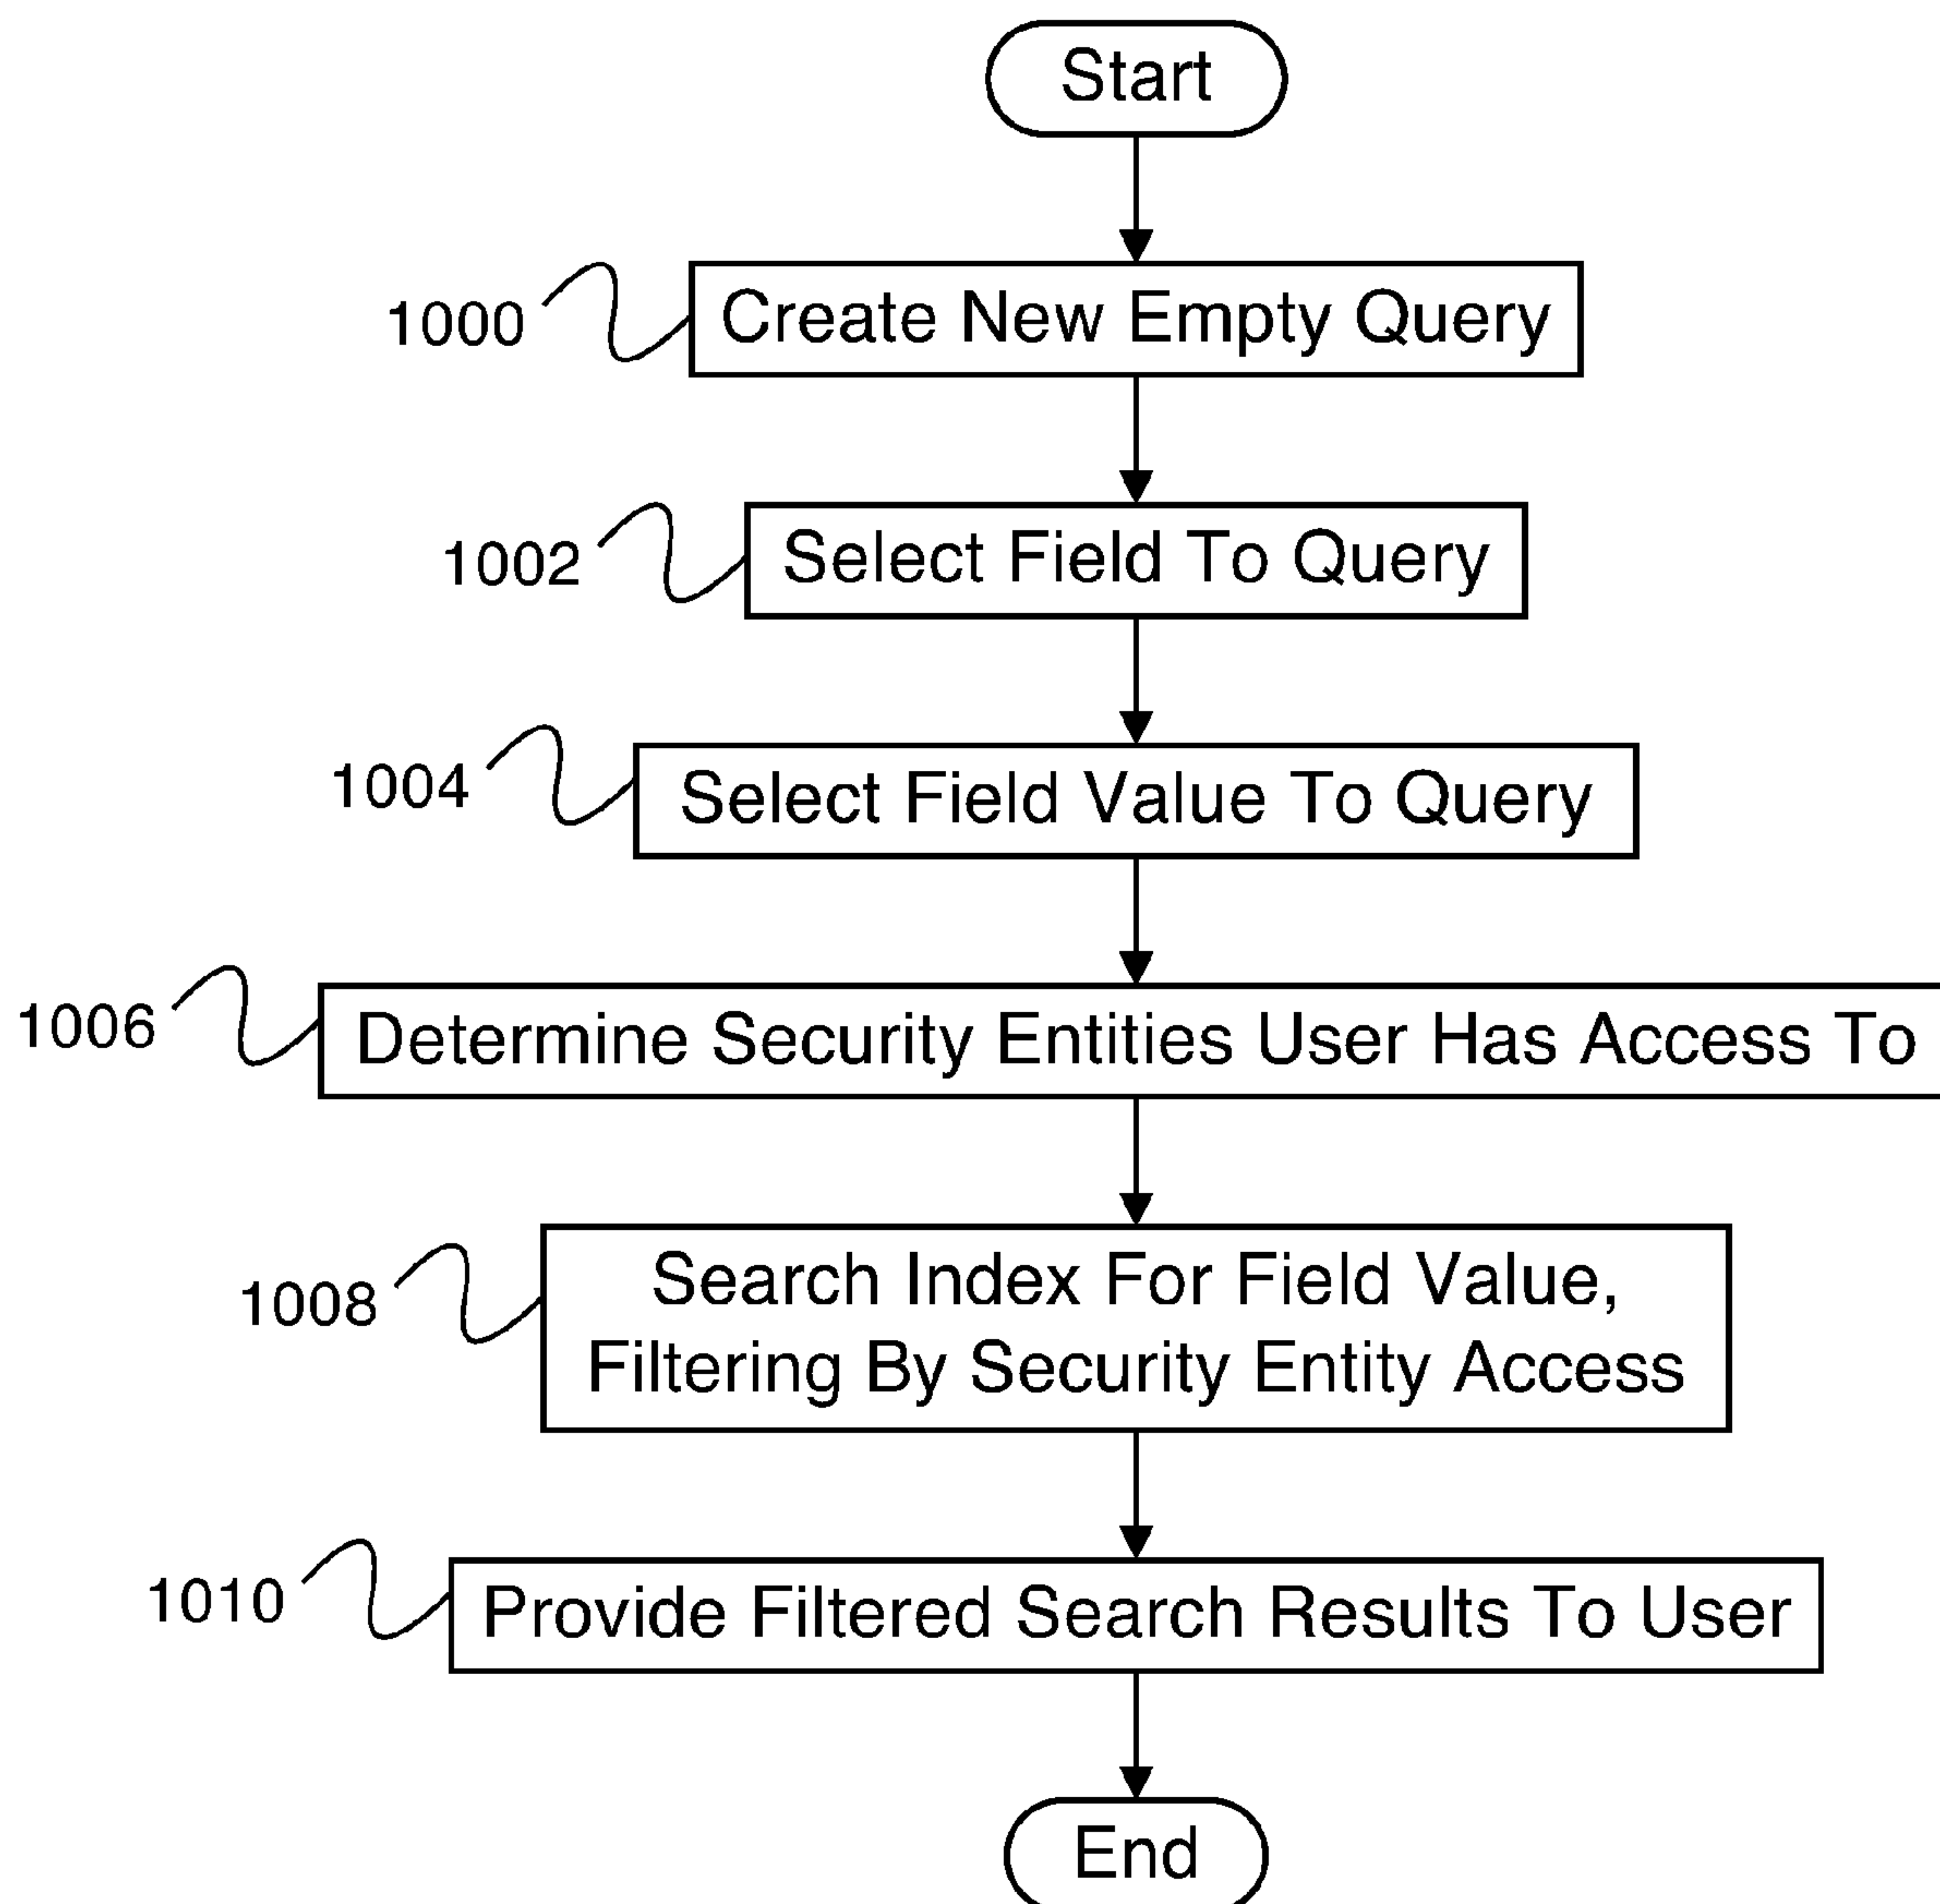 Start
1000
Create New Empty Query
1002
Select Field To Query
1004
Select Field Value To Query
1006
Determine Security Entities User Has Access To
1008
Search Index For Field Value,
Filtering By Security Entity Access
1010
Provide Filtered Search Results To User
End